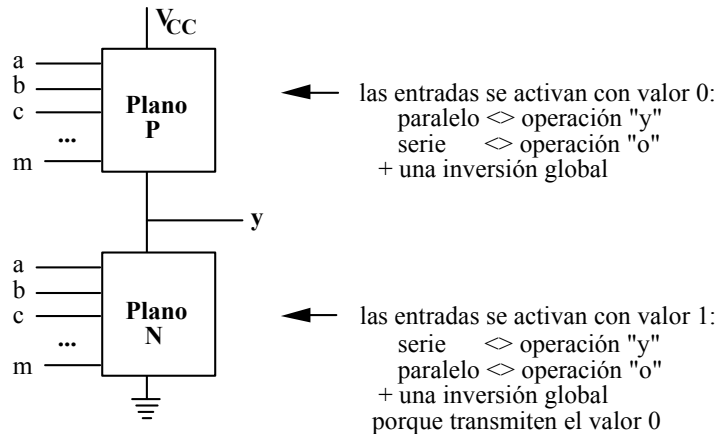 VCC
a
b
c
...
m
Plano
P
las entradas se activan con valor 0:
paralelo <> operación "y"
serie <> operación "o"
+ una inversión global
y
a
b
c
...
m
Plano
N
las entradas se activan con valor 1:
serie <> operación "y"
paralelo <> operación "o"
+ una inversión global
porque transmiten el valor 0